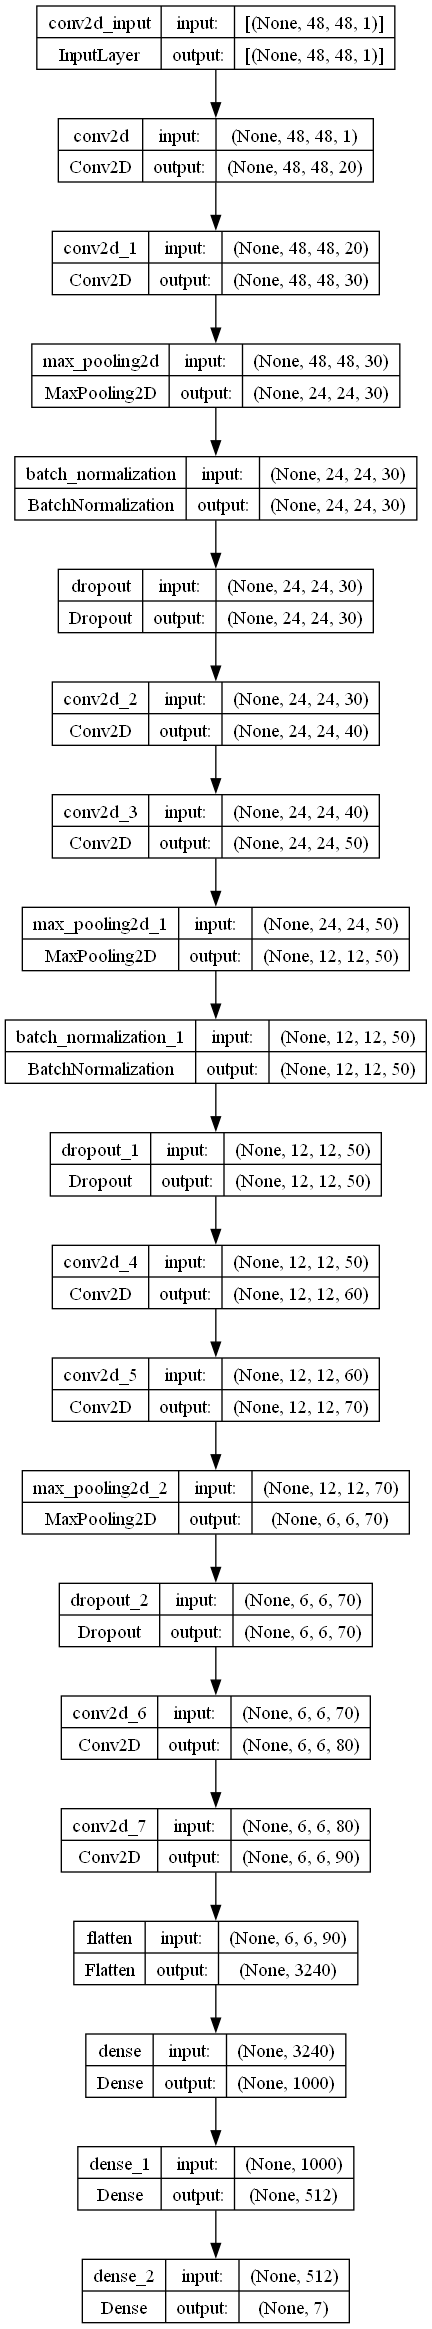 conv2d_input input: [(None, 48, 48, 1)]
InputLayer output: [(None, 48, 48, 1)]
conv2d input: (None, 48, 48, 1)
Conv2D output: (None, 48, 48, 20)
conv2d_1 input: (None, 48, 48, 20)
Conv2D output: (None, 48, 48, 30)
max_pooling2d input: (None, 48, 48, 30)
MaxPooling2D output: (None, 24, 24, 30)
batch_normalization input: (None, 24, 24, 30)
BatchNormalization output: (None, 24, 24, 30)
dropout input: (None, 24, 24, 30)
Dropout output: (None, 24, 24, 30)
conv2d_2 input: (None, 24, 24, 30)
Conv2D output: (None, 24, 24, 40)
conv2d_3 input: (None, 24, 24, 40)
Conv2D output: (None, 24, 24, 50)
max_pooling2d_1 input: (None, 24, 24, 50)
MaxPooling2D output: (None, 12, 12, 50)
batch_normalization_1 input: (None, 12, 12, 50)
BatchNormalization output: (None, 12, 12, 50)
dropout_1 input: (None, 12, 12, 50)
Dropout output: (None, 12, 12, 50)
conv2d_4 input: (None, 12, 12, 50)
Conv2D output: (None, 12, 12, 60)
conv2d_5 input: (None, 12, 12, 60)
Conv2D output: (None, 12, 12, 70)
max_pooling2d_2 input: (None, 12, 12, 70)
MaxPooling2D output: (None, 6, 6, 70)
dropout_2 input: (None, 6, 6, 70)
Dropout output: (None, 6, 6, 70)
conv2d_6 input: (None, 6, 6, 70)
Conv2D output: (None, 6, 6, 80)
conv2d_7 input: (None, 6, 6, 80)
Conv2D output: (None, 6, 6, 90)
flatten input: (None, 6, 6, 90)
Flatten output: (None, 3240)
dense input: (None, 3240)
Dense output: (None, 1000)
dense_1 input: (None, 1000)
Dense output: (None, 512)
dense_2 input: (None, 512)
Dense output: (None, 7)